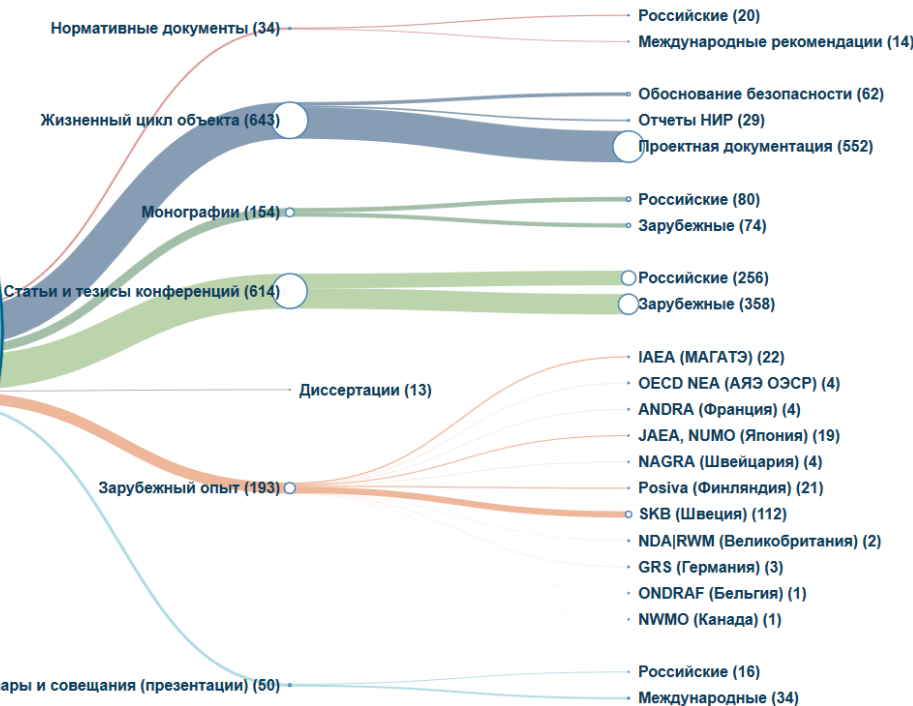 Нормативные документы (34)
Российские (20)
Международные рекомендации (14)
Жизненный цикл объекта (643)
Обоснование безопасности (62)
Отчеты НИР (29)
Проектная документация (552)
Монографии (154)
Российские (80)
Зарубежные (74)
Статьи и тезисы конференций (614)
Российские (256)
Зарубежные (358)
Диссертации (13)
Зарубежный опыт (193)
IAEA (МАГАТЭ) (22)
OECD NEA (АЯЭ ОЭСР) (4)
ANDRA (Франция) (4)
JAEA, NUMO (Япония) (19)
NAGRA (Швейцария) (4)
Posiva (Финляндия) (21)
SKB (Швеция) (112)
NDA|RWM (Великобритания) (2)
GRS (Германия) (3)
ONDRAF (Бельгия) (1)
NWMO (Канада) (1)
и совещания (презентации) (50)
Российские (16)
Международные (34)